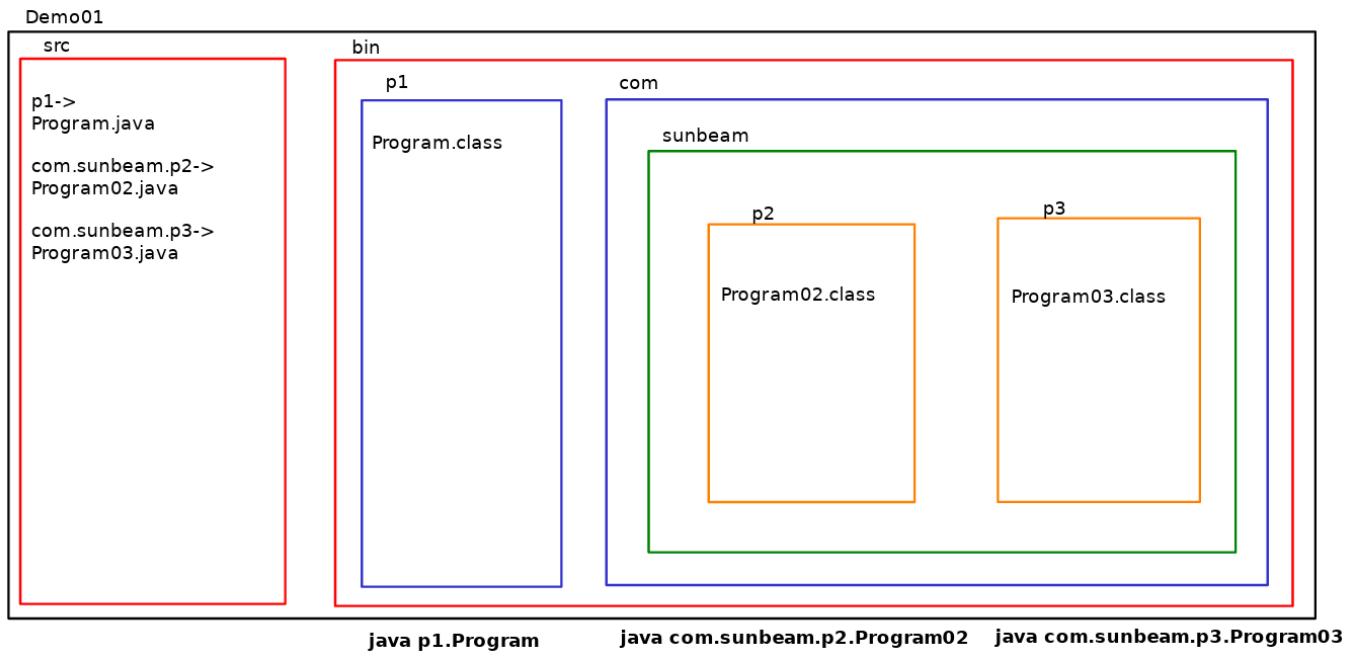 Demo01
src
p1->
Program.java
com.sunbeam.p2->
Program02.java
com.sunbeam.p3->
Program03.java
bin
p1
Program.class
com
sunbeam
p2
Program02.class
p3
Program03.class
java p1.Program
java com.sunbeam.p2.Program02
java com.sunbeam.p3.Program03